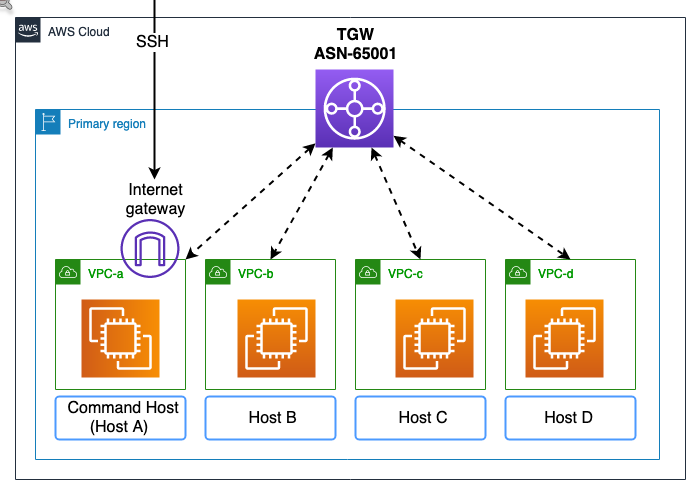 aws
AWS Cloud
SSH
TGW
ASN-65001
Primary region
Internet
gateway
VPC-a
VPC-b
VPC-c
VPC-d
Command Host
(Host A)
Host B
Host C
Host D